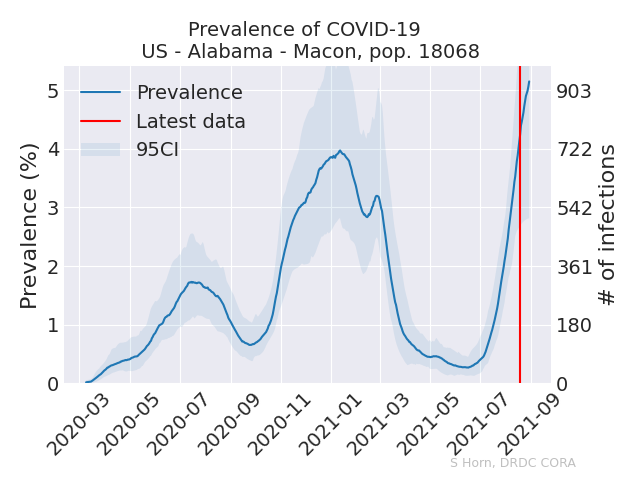 Prevalence of COVID-19
US - Alabama - Macon, pop. 18068
Prevalence
Latest data
95CI
Prevalence (%)
5
4
3
2
1
0
903
722
542
361
180
0
# of infections
2020-03
2020-05
2020-07
2020-09
2020-11
2021-01
2021-03
2021-05
2021-07
2021-09
S Horn, DRDC CORA